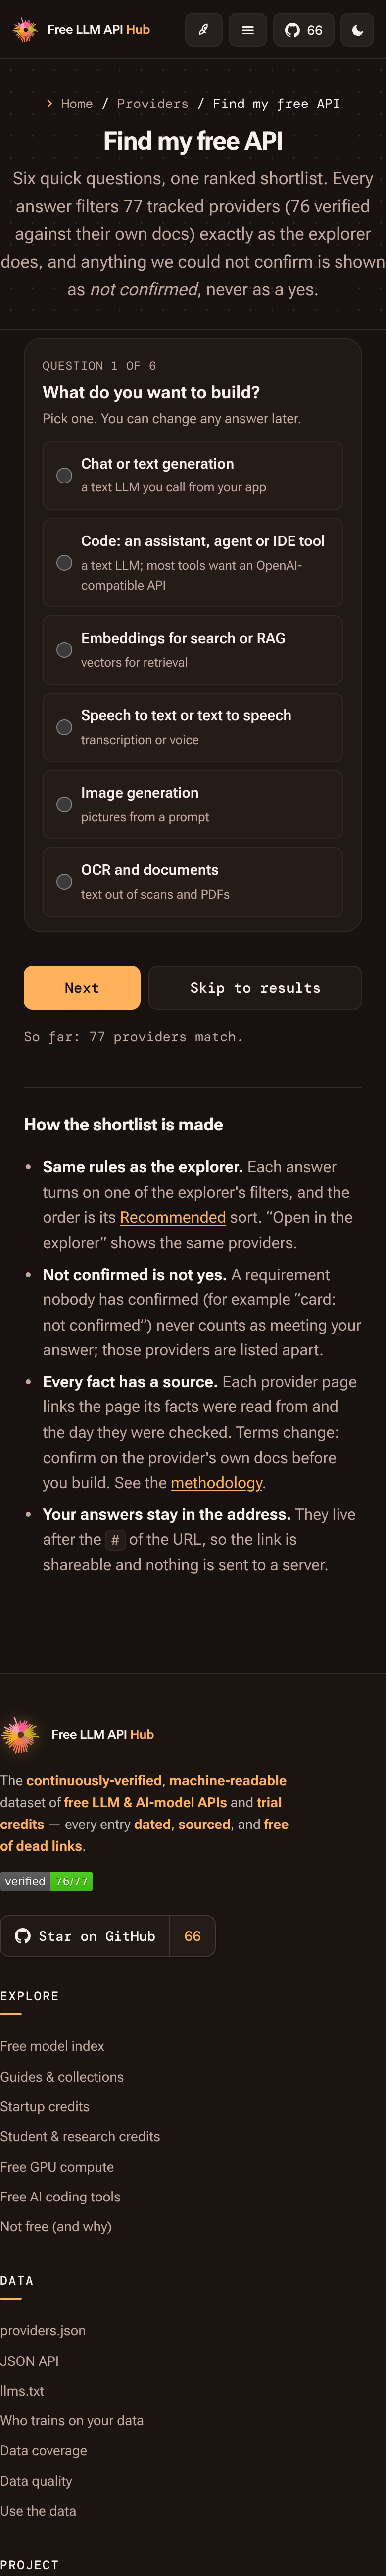 Free LLM API Hub
66
> Home / Providers / Find my free API
Find my free API
Six quick questions, one ranked shortlist. Every
answer filters 77 tracked providers (76 verified
against their own docs) exactly as the explorer
does, and anything we could not confirm is shown
as not confirmed, never as a yes.
QUESTION 1 OF 6
What do you want to build?
Pick one. You can change any answer later.
Chat or text generation
a text LLM you call from your app
Code: an assistant, agent or IDE tool
a text LLM; most tools want an OpenAI-
compatible API
Embeddings for search or RAG
vectors for retrieval
Speech to text or text to speech
transcription or voice
Image generation
pictures from a prompt
OCR and documents
text out of scans and PDFs
Next
Skip to results
So far: 77 providers match.
How the shortlist is made
• Same rules as the explorer. Each answer
turns on one of the explorer's filters, and the
order is its Recommended sort. “Open in the
explorer” shows the same providers.
• Not confirmed is not yes. A requirement
nobody has confirmed (for example “card:
not confirmed”) never counts as meeting your
answer; those providers are listed apart.
• Every fact has a source. Each provider page
links the page its facts were read from and
the day they were checked. Terms change:
confirm on the provider's own docs before
you build. See the methodology.
• Your answers stay in the address. They live
after the # of the URL, so the link is
shareable and nothing is sent to a server.
Free LLM API Hub
The continuously-verified, machine-readable
dataset of free LLM & AI-model APIs and trial
credits — every entry dated, sourced, and free
of dead links.
verified 76/77
Star on GitHub 66
EXPLORE
Free model index
Guides & collections
Startup credits
Student & research credits
Free GPU compute
Free AI coding tools
Not free (and why)
DATA
providers.json
JSON API
llms.txt
Who trains on your data
Data coverage
Data quality
Use the data
PROJECT